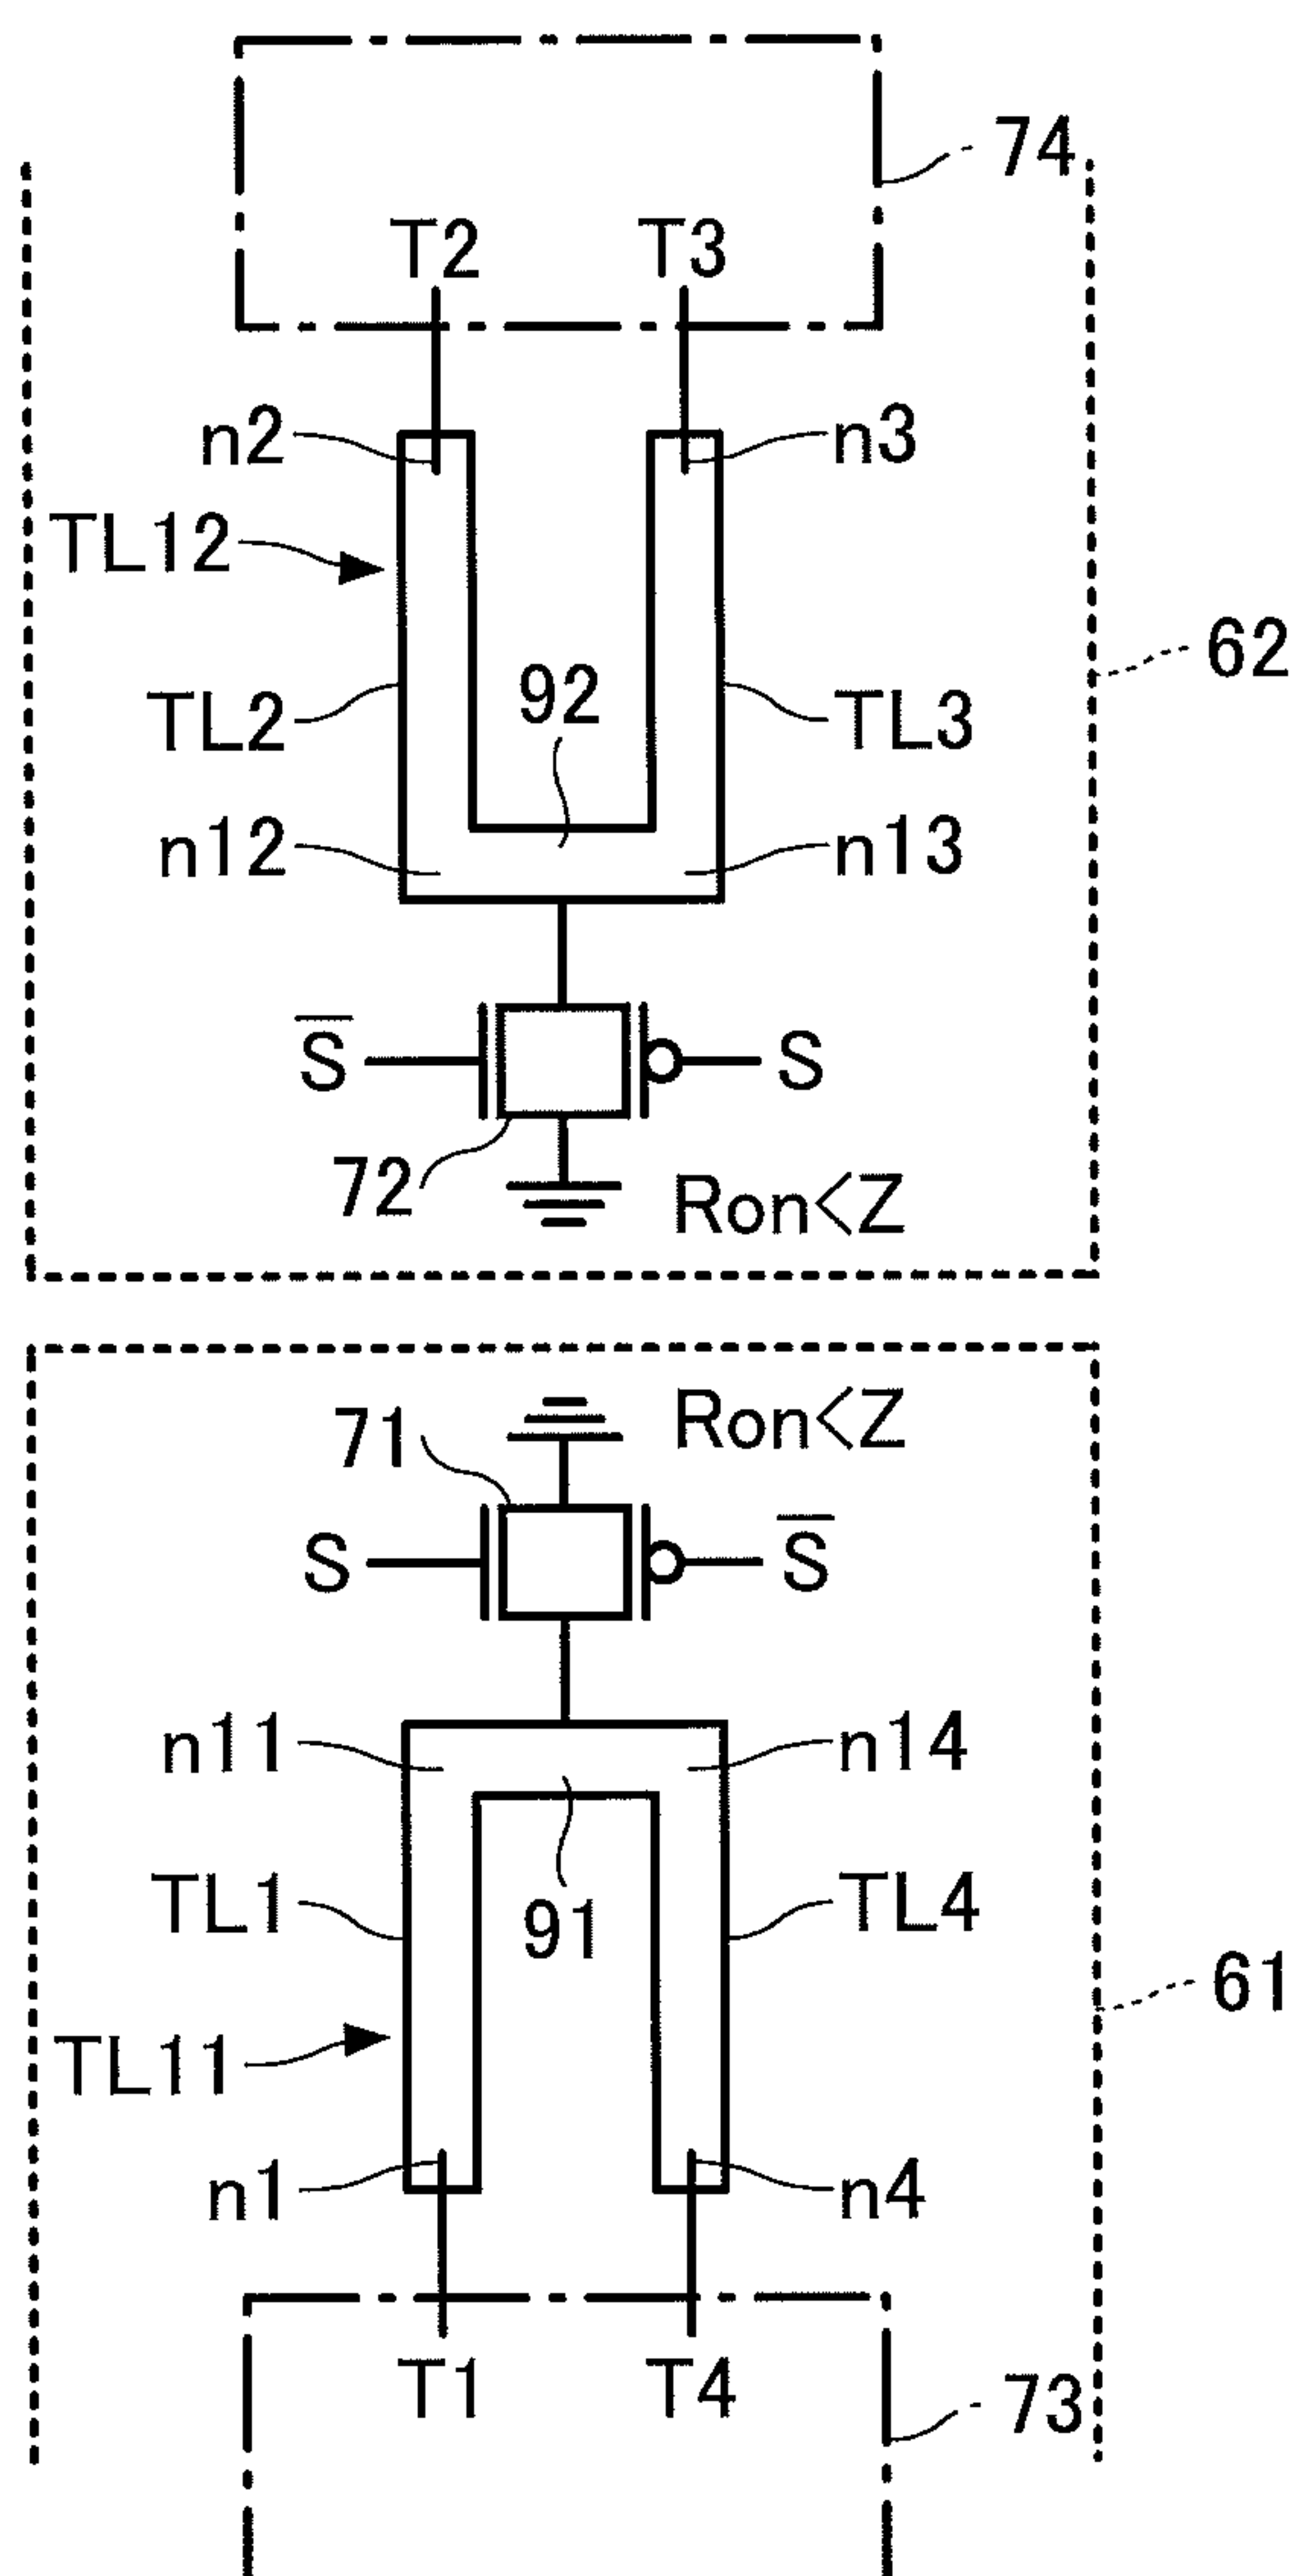 74
T2 T3
n2 n3
TL12
62
TL2 92 TL3
n12 n13
S̅ S
72 Ron<Z
71 Ron<Z
S S̅
n11 n14
TL1 91 TL4
61
TL11
n1 n4
T1 T4
73